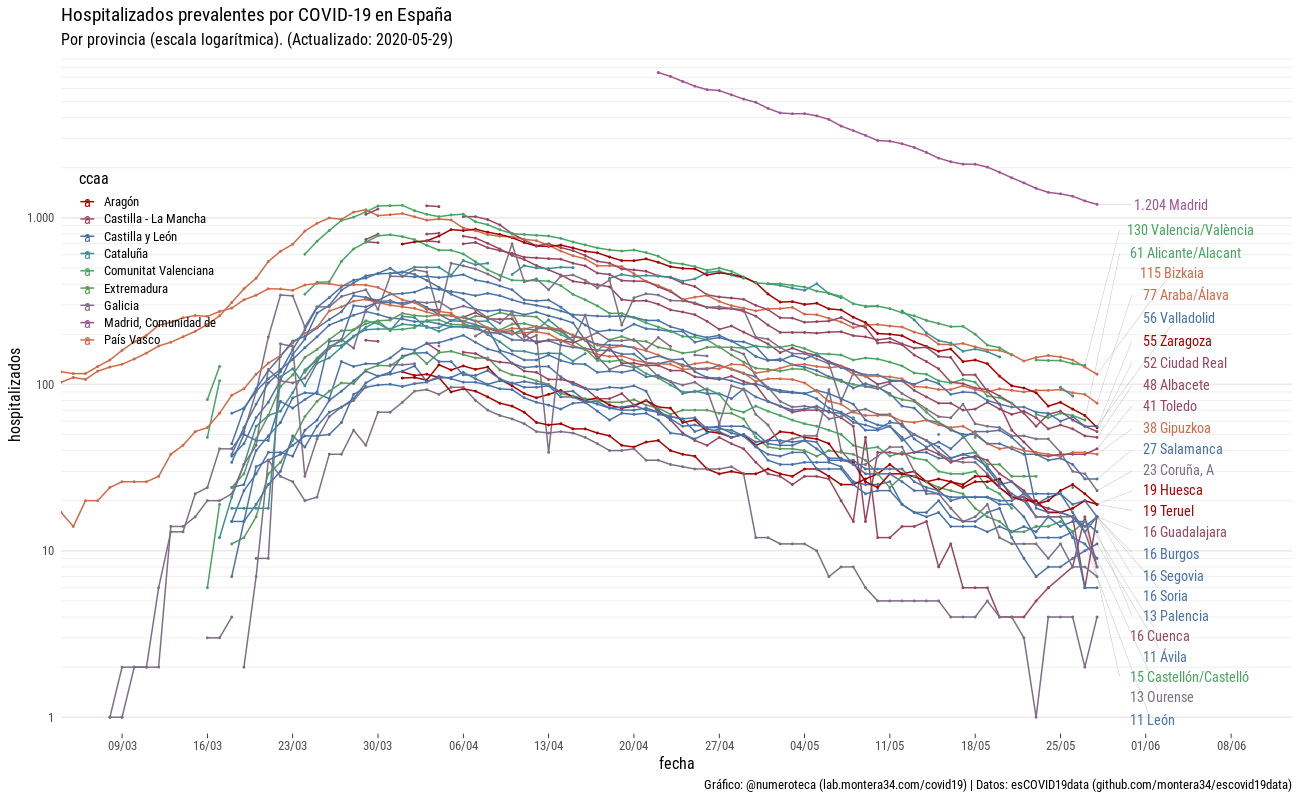 Hospitalizados prevalentes por COVID-19 en España
Por provincia (escala logarítmica). (Actualizado: 2020-05-29)
ccaa
Aragón
Castilla - La Mancha
Castilla y León
Cataluña
Comunitat Valenciana
Extremadura
Galicia
Madrid, Comunidad de
País Vasco
hospitalizados
1.000
100
10
1
1.204 Madrid
130 Valencia/València
61 Alicante/Alacant
115 Bizkaia
77 Araba/Álava
56 Valladolid
55 Zaragoza
52 Ciudad Real
48 Albacete
41 Toledo
38 Gipuzkoa
27 Salamanca
23 Coruña, A
19 Huesca
19 Teruel
16 Guadalajara
16 Burgos
16 Segovia
16 Soria
13 Palencia
16 Cuenca
11 Ávila
15 Castellón/Castelló
13 Ourense
11 León
09/03 16/03 23/03 30/03 06/04 13/04 20/04 27/04 04/05 11/05 18/05 25/05 01/06 08/06
fecha
Gráfico: @numeroteca (lab.montera34.com/covid19) | Datos: esCOVID19data (github.com/montera34/escovid19data)